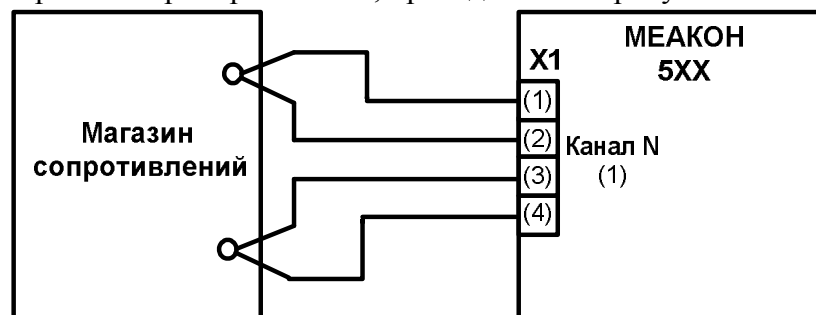 МЕАКОН
5XX
X1
(1)
(2)
(3)
(4)
Канал N
(1)
Магазин
сопротивлений